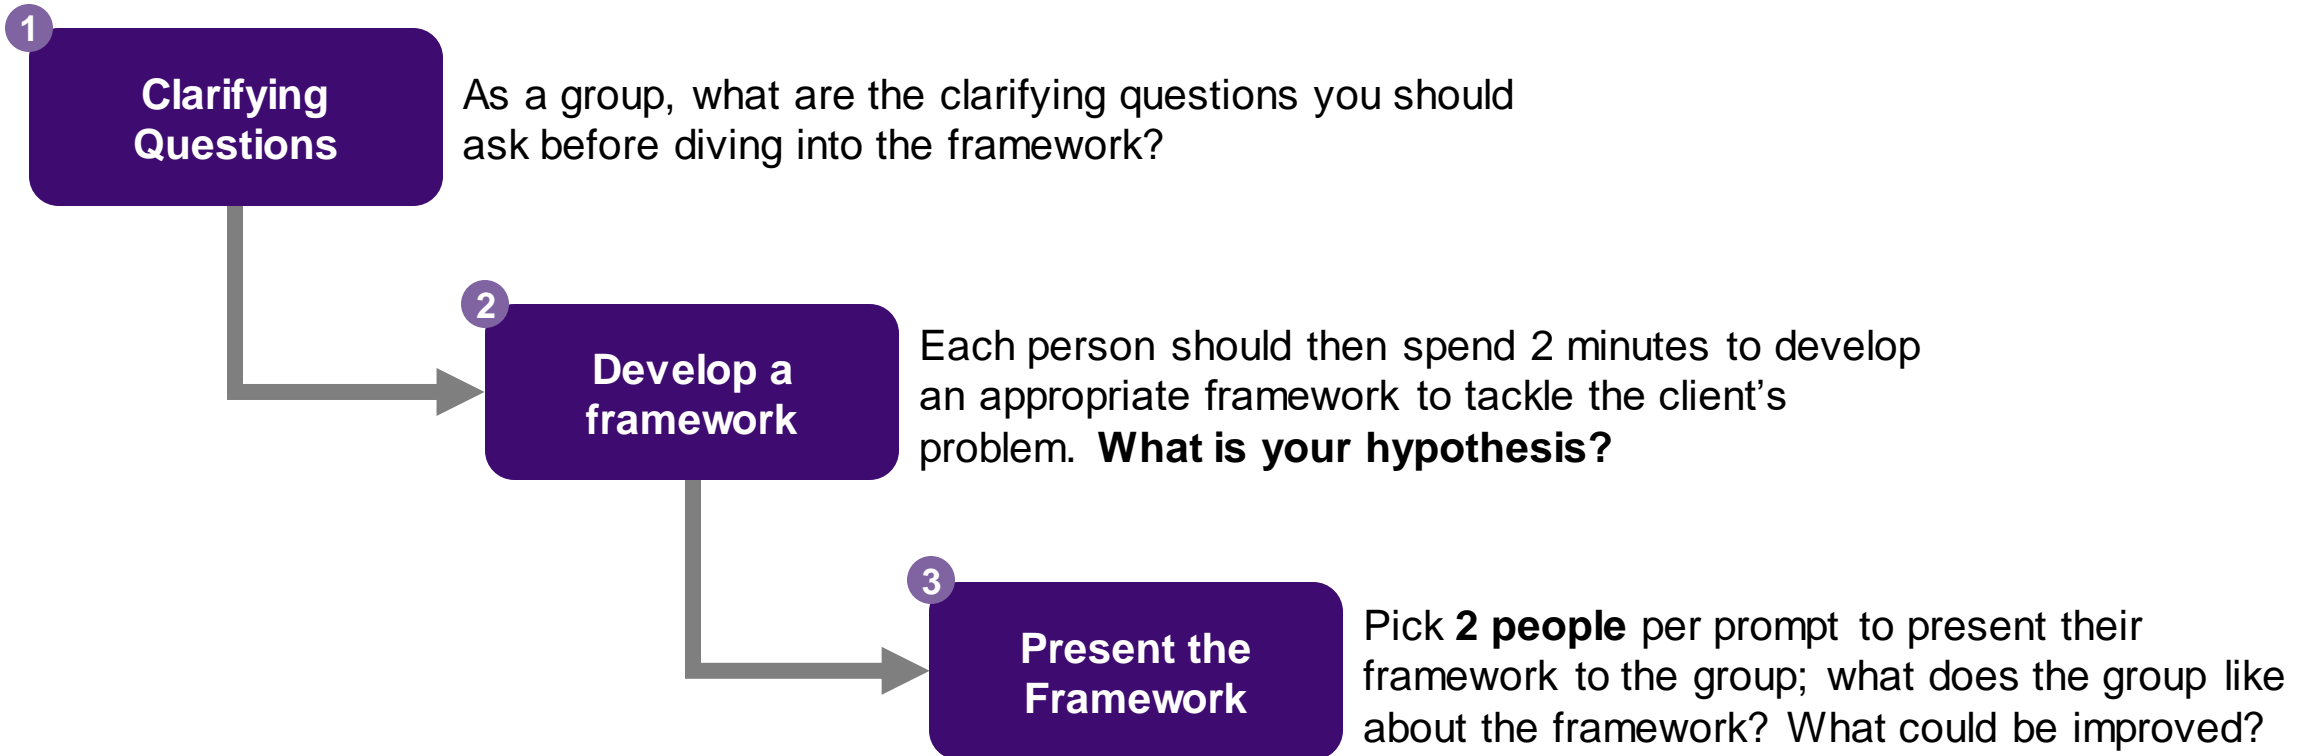 1
Clarifying
Questions
As a group, what are the clarifying questions you should
ask before diving into the framework?
2
Develop a
framework
Each person should then spend 2 minutes to develop
an appropriate framework to tackle the client’s
problem. What is your hypothesis?
3
Present the
Framework
Pick 2 people per prompt to present their
framework to the group; what does the group like
about the framework? What could be improved?